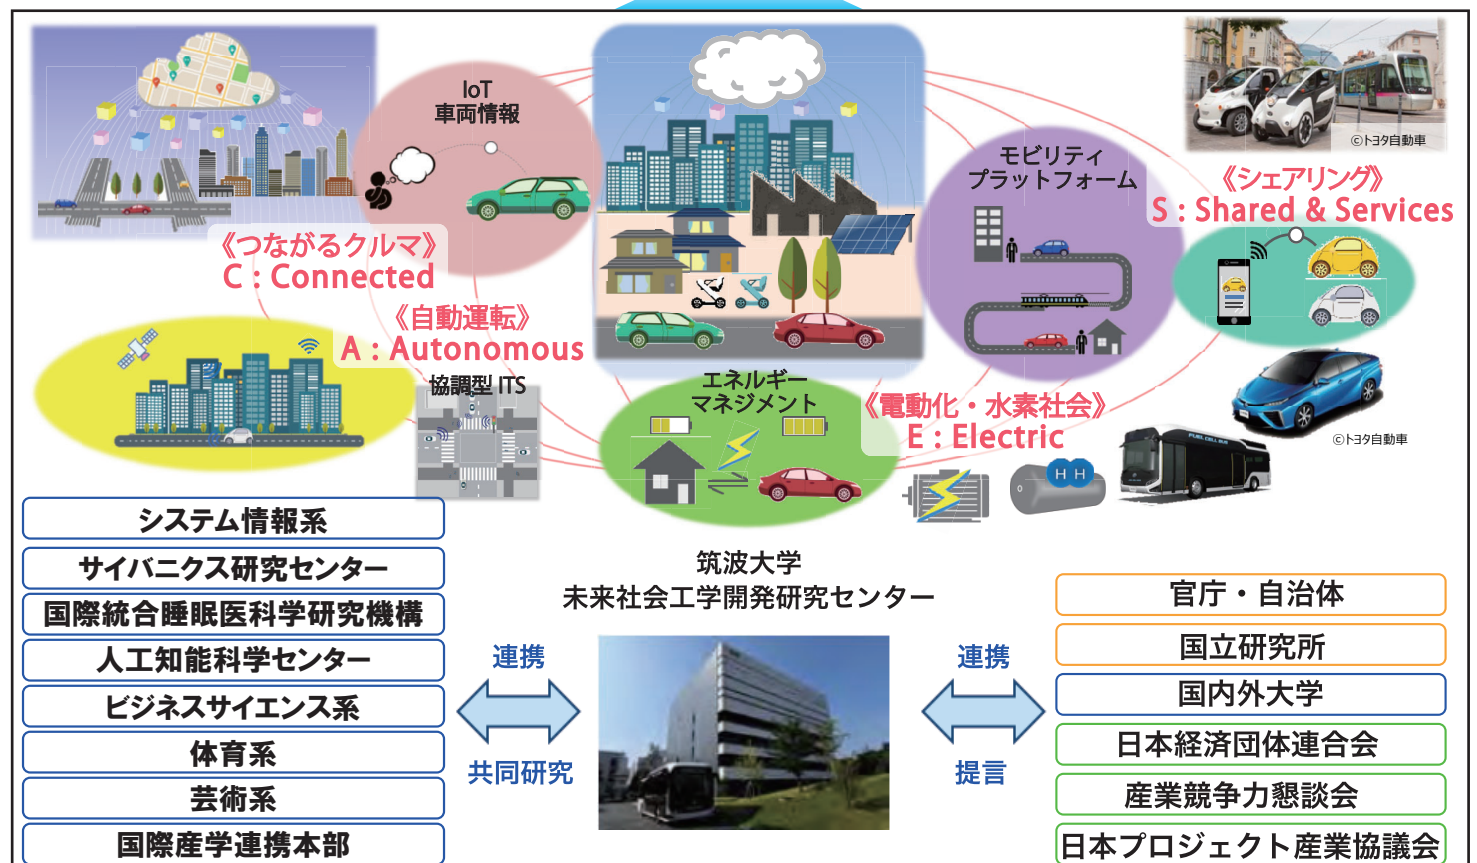 IoT
車両情報
モビリティ
プラットフォーム
©トヨタ自動車
《シェアリング》
S : Shared & Services
《つながるクルマ》
C : Connected
《自動運転》
A : Autonomous
協調型 ITS
エネルギー
マネジメント
《電動化・水素社会》
E : Electric
©トヨタ自動車
FUEL CELL BUS
H H
システム情報系
サイバニクス研究センター
国際統合睡眠医科学研究機構
人工知能科学センター
ビジネスサイエンス系
体育系
芸術系
国際産学連携本部
連携
共同研究
筑波大学
未来社会工学開発研究センター
連携
提言
官庁・自治体
国立研究所
国内外大学
日本経済団体連合会
産業競争力懇談会
日本プロジェクト産業協議会